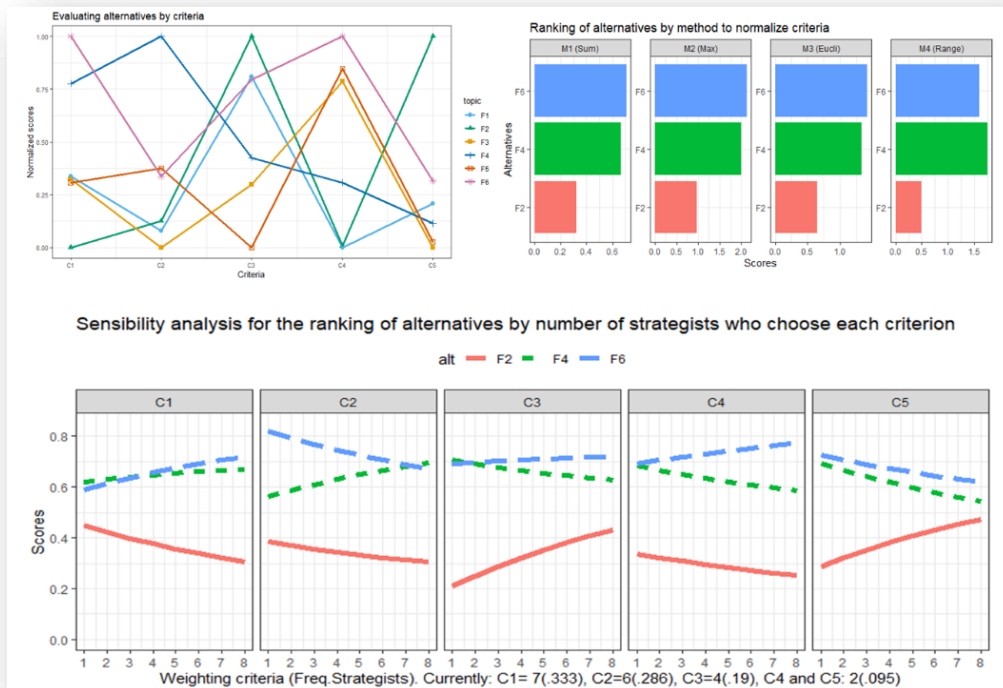 Evaluating alternatives by criteria
1.00
0.75
0.50
0.25
0.00
Normalized scores
C1 C2 C3 C4 C5
Criteria
topic
F1
F2
F3
F4
F5
F6
Ranking of alternatives by method to normalize criteria
M1 (Sum) M2 (Max) M3 (Eucli) M4 (Range)
F6 F6 F6 F6
F4 F4 F4 F4
F2 F2 F2 F2
Alternatives
0.0 0.2 0.4 0.6 0.0 0.5 1.0 1.5 2.0 0.0 0.5 1.0 0.0 0.5 1.0 1.5
Scores
Sensibility analysis for the ranking of alternatives by number of strategists who choose each criterion
alt F2 F4 F6
C1 C2 C3 C4 C5
0.8
0.6
0.4
0.2
0.0
Scores
1 2 3 4 5 6 7 8 1 2 3 4 5 6 7 8 1 2 3 4 5 6 7 8 1 2 3 4 5 6 7 8 1 2 3 4 5 6 7 8
Weighting criteria (Freq.Strategists). Currently: C1= 7(.333), C2=6(.286), C3=4(.19), C4 and C5: 2(.095)